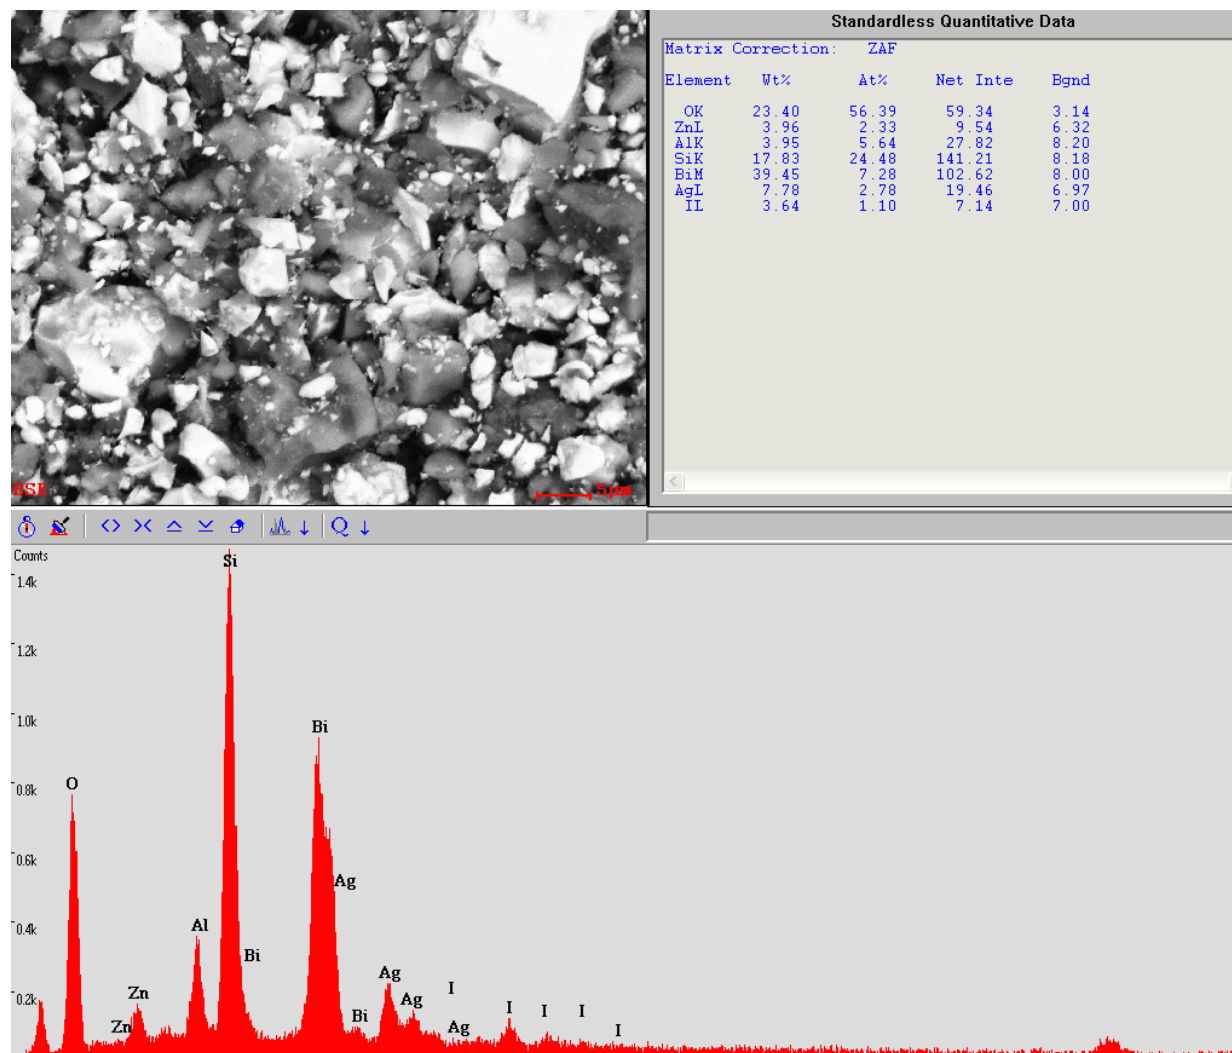 Standardless Quantitative Data
Matrix Correction: ZAF
Element Wt% At% Net Inte Bgnd
OK 23.40 56.39 59.34 3.14
ZnL 3.96 2.33 9.54 6.32
AlK 3.95 5.64 27.82 8.20
SiK 17.83 24.48 141.21 8.18
BiM 39.45 7.28 102.62 8.00
AgL 7.78 2.78 19.46 6.97
IL 3.64 1.10 7.14 7.00
BSE 5µm
Q
Counts
Si
1.4k
1.2k
1.0k
Bi
0.8k
O
0.6k
Ag
0.4k
Al
Bi
0.2k
Zn
Ag
I
Ag
I
I
I
Zn
Bi
Ag
I